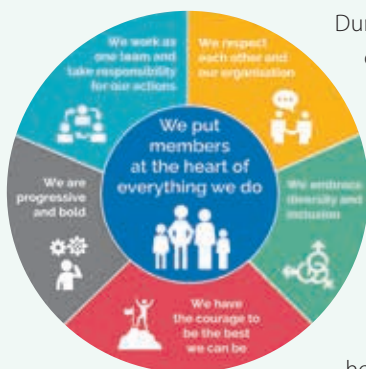 We work as
one team and
take responsibility
for our actions
We respect
each other and
our organisation
We put
members
at the heart of
everything we do
We are
progressive
and bold
We embrace
diversity and
inclusion
We have
the courage to
be the best
we can be